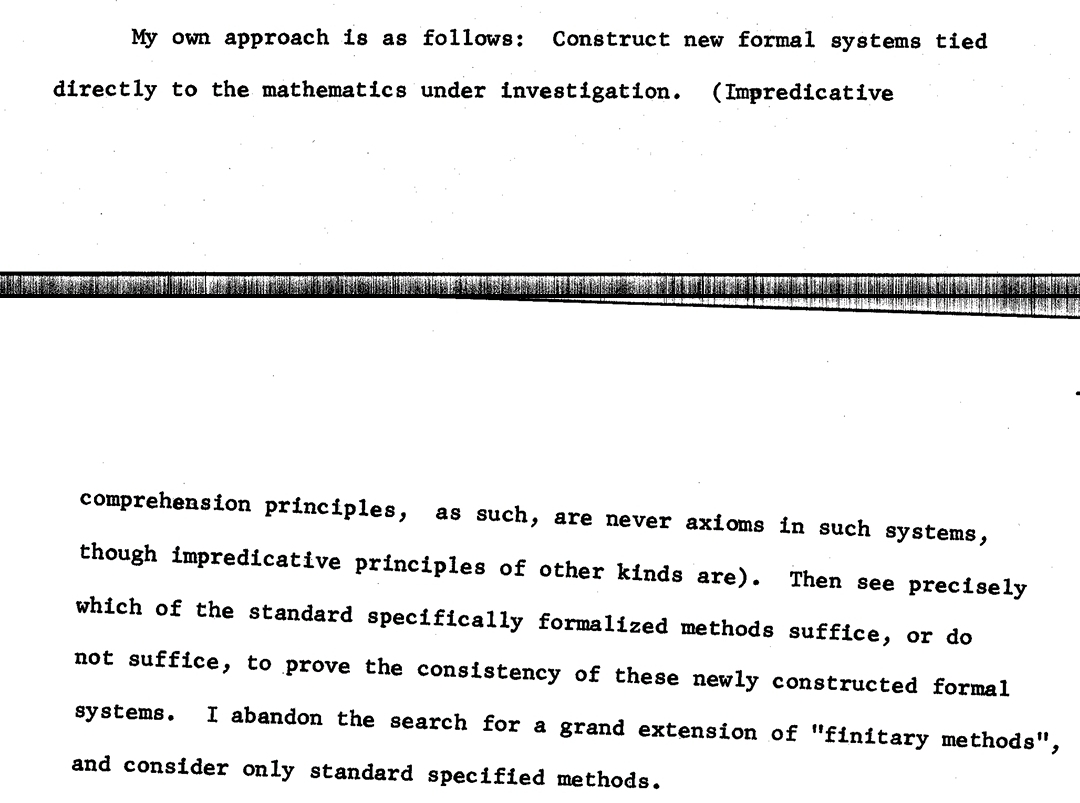 My own approach is as follows: Construct new formal systems tied
directly to the mathematics under investigation. (Impredicative
comprehension principles, as such, are never axioms in such systems,
though impredicative principles of other kinds are). Then see precisely
which of the standard specifically formalized methods suffice, or do
not suffice, to prove the consistency of these newly constructed formal
systems. I abandon the search for a grand extension of "finitary methods",
and consider only standard specified methods.